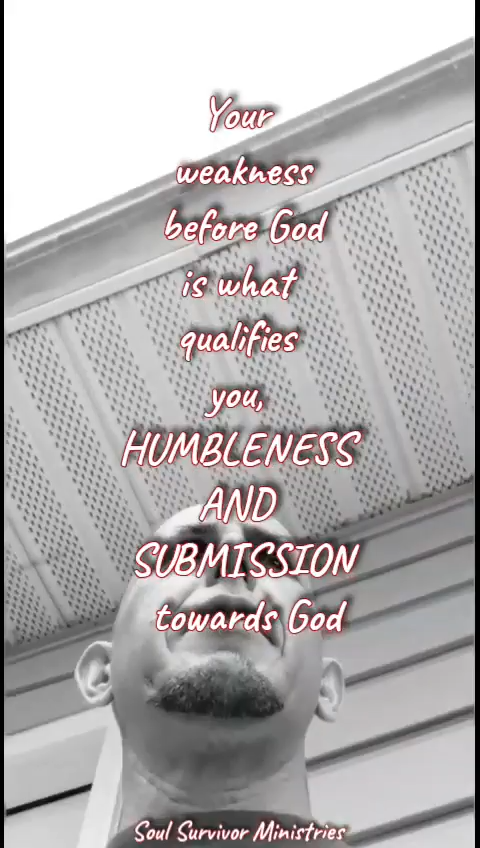 Your
weakness
before God
is what
qualifies
you,
HUMBLENESS
AND
SUBMISSION
towards God
Soul Survivor Ministries